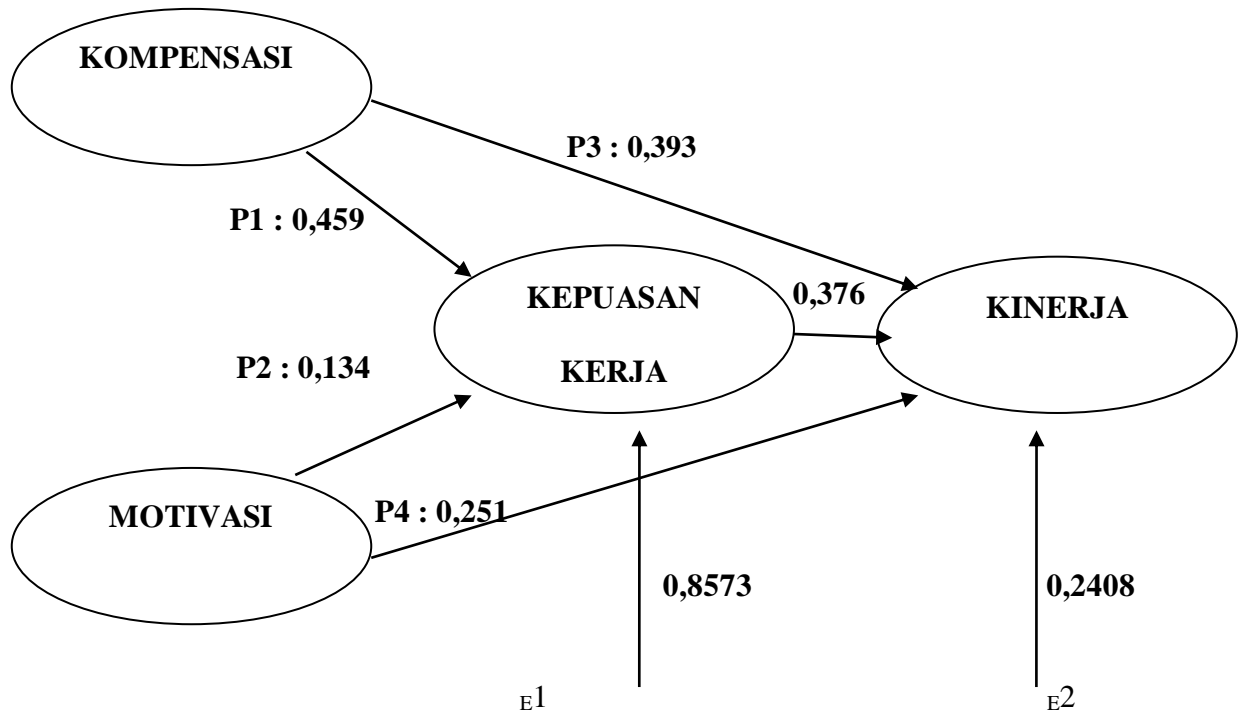 KOMPENSASI
P3 : 0,393
P1 : 0,459
KEPUASAN
KERJA
0,376
KINERJA
P2 : 0,134
MOTIVASI
P4 : 0,251
0,8573
0,2408
E1
E2